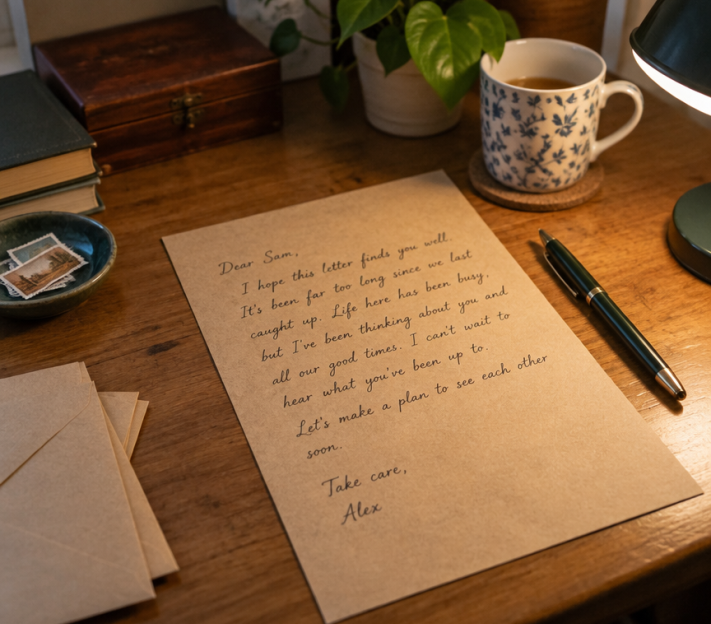 Dear Sam,
I hope this letter finds you well
It's been far too long since we last
caught up. Life here has been busy,
but I've been thinking about you and
all our good times. I can't wait to
hear what you've been up to.
Let's make a plan to see each other
soon.
Take care,
Alex